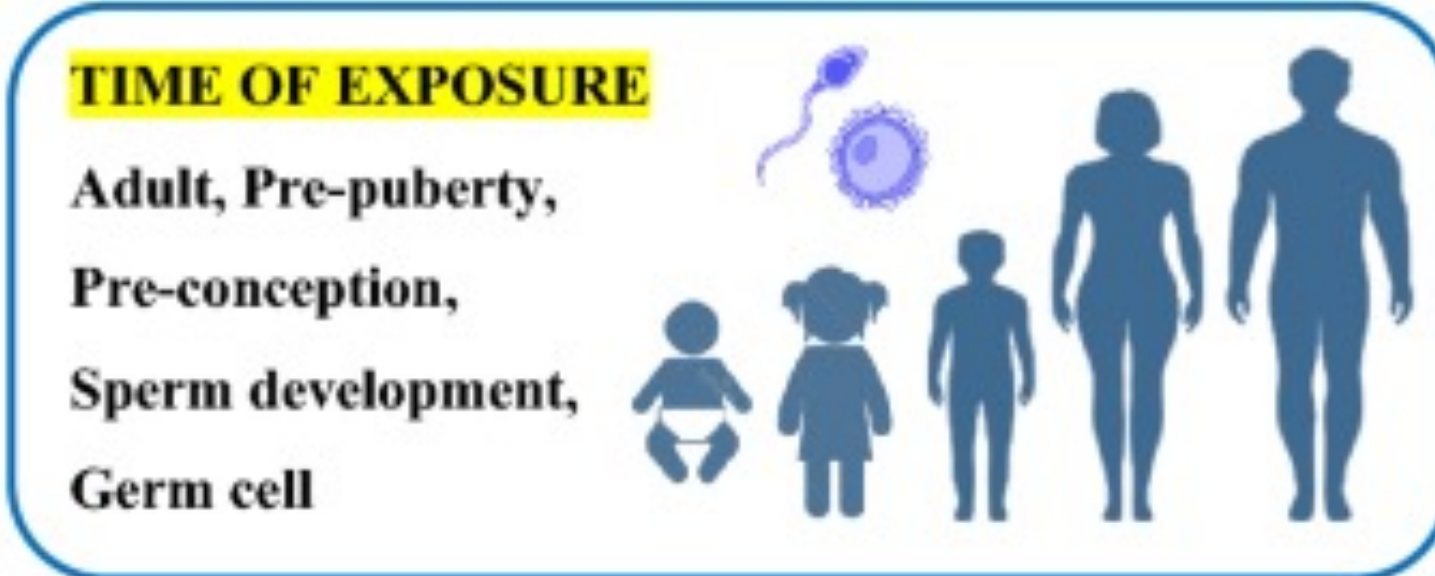 TIME OF EXPOSURE
Adult, Pre-puberty,
Pre-conception,
Sperm development,
Germ cell